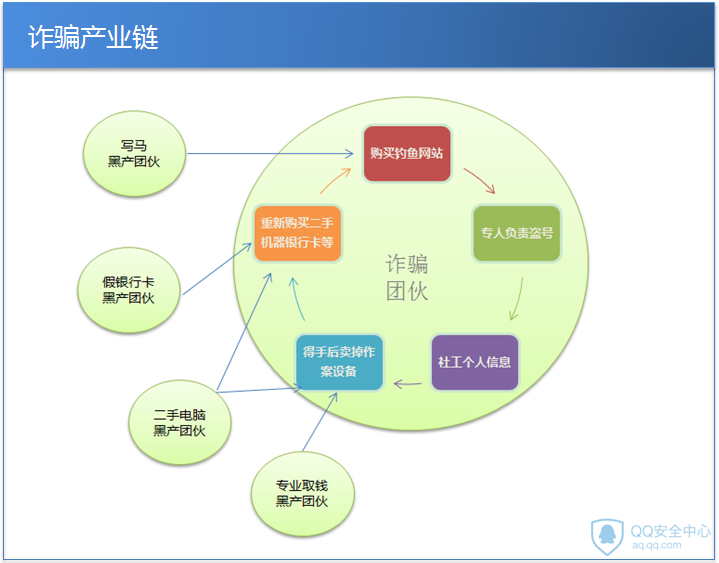 诈骗产业链
写马
黑产团伙
购买钓鱼网站
重新购买二手
机器银行卡等
专人负责盗号
诈骗
团伙
假银行卡
黑产团伙
得手后卖掉作
案设备
社工个人信息
二手电脑
黑产团伙
专业取钱
黑产团伙
QQ安全中心
aq.qq.com